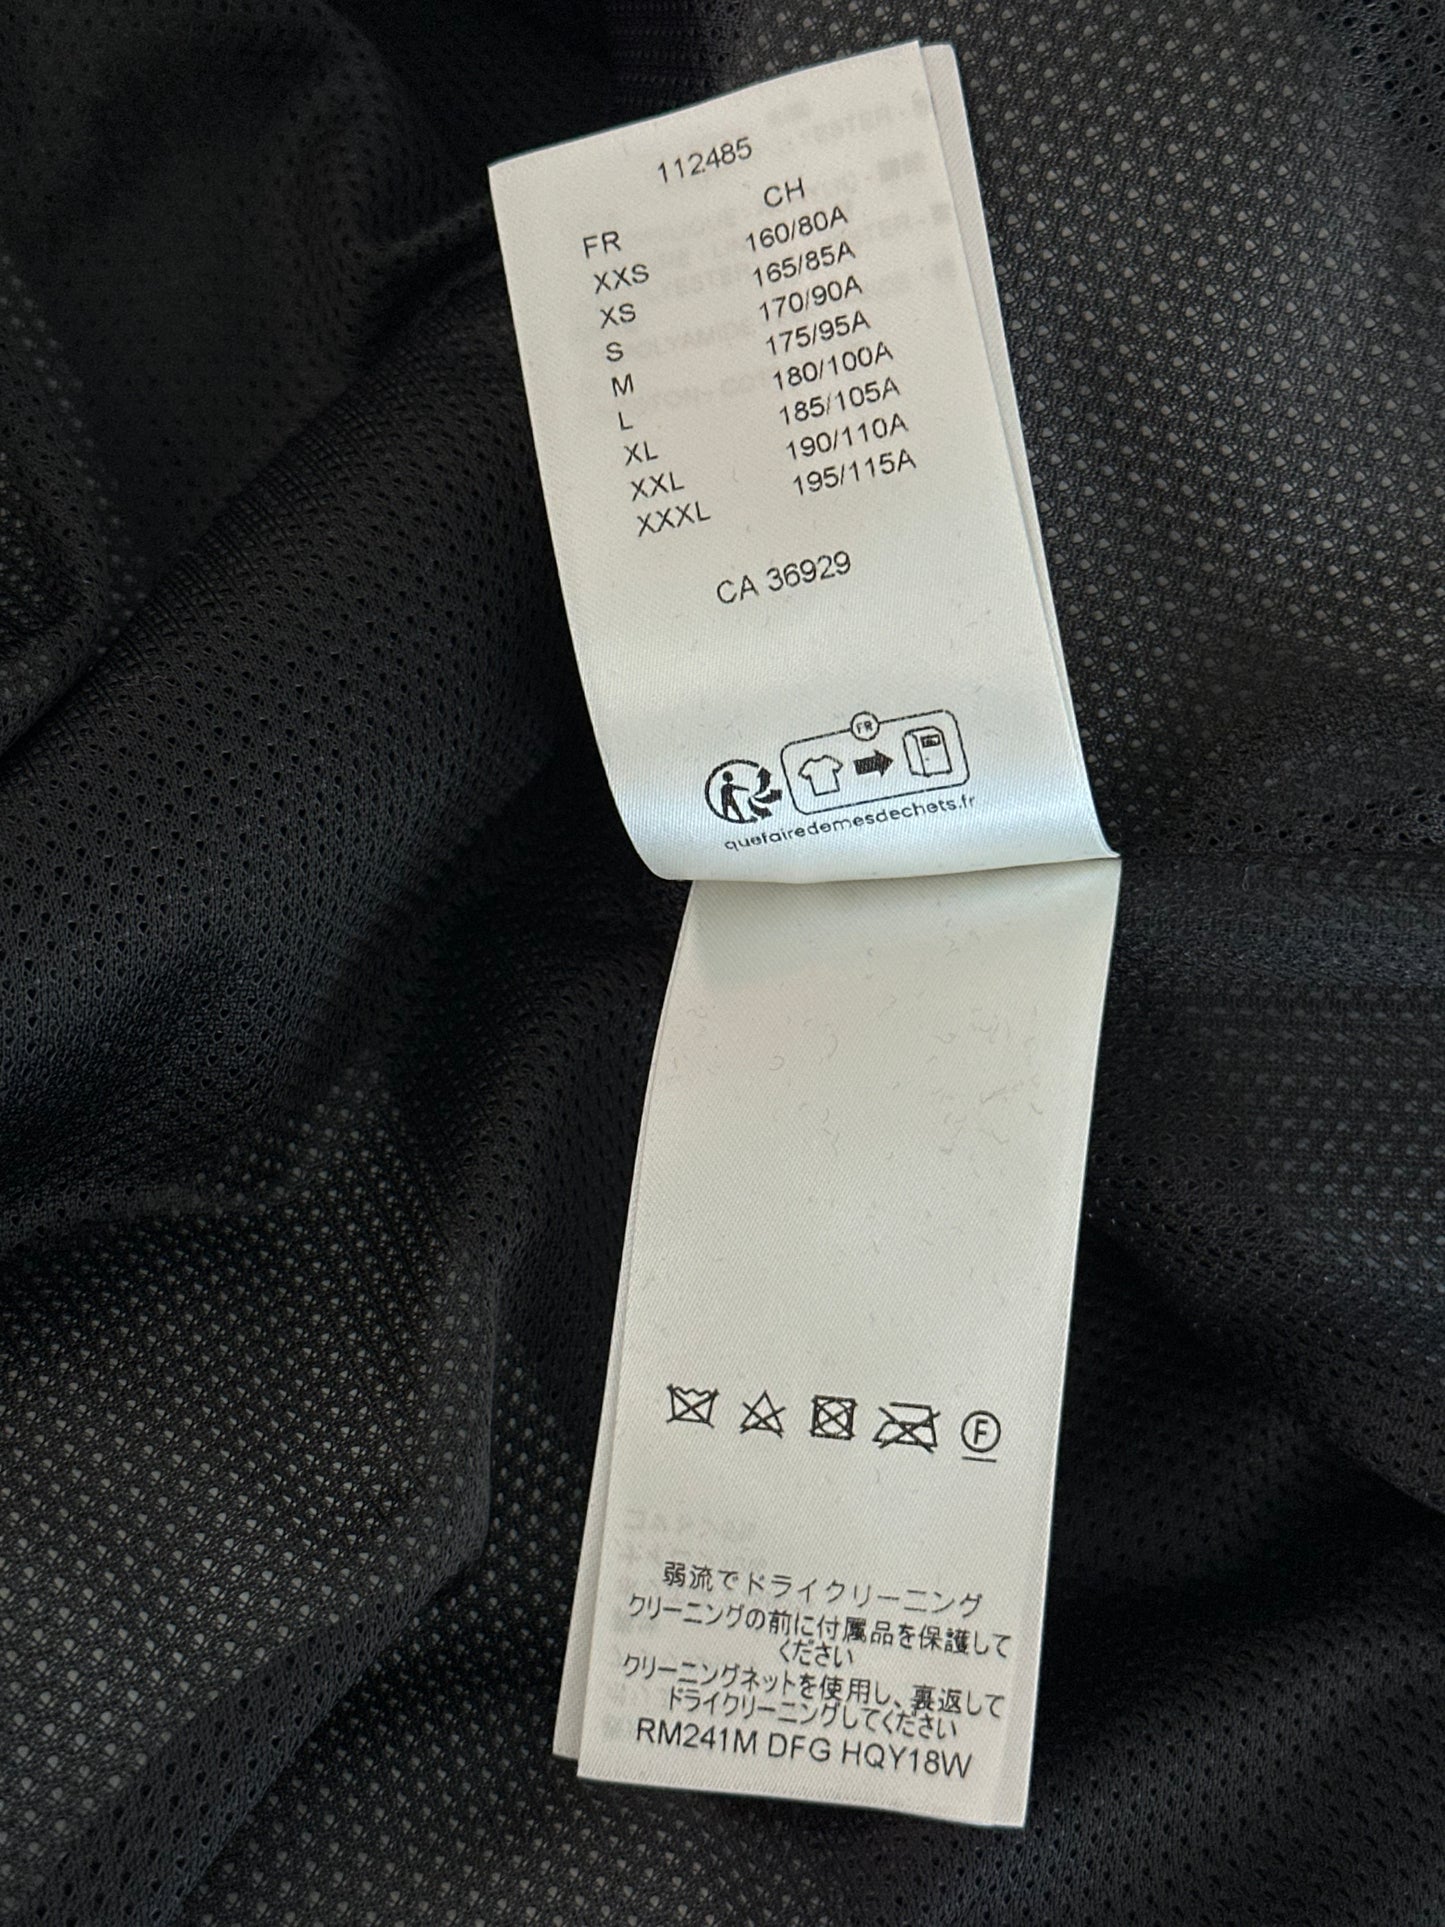 112485
FR CH
XXS 160/80A
XS 165/85A
S 170/90A
M 175/95A
L 180/100A
XL 185/105A
XXL 190/110A
XXXL 195/115A
CA 36929
FR
quefairedemesdechets.fr
F
弱流でドライクリーニング
クリーニングの前に付属品を保護して
ください
クリーニングネットを使用し、裏返して
ドライクリーニングしてください
RM241M DFG HQY18W